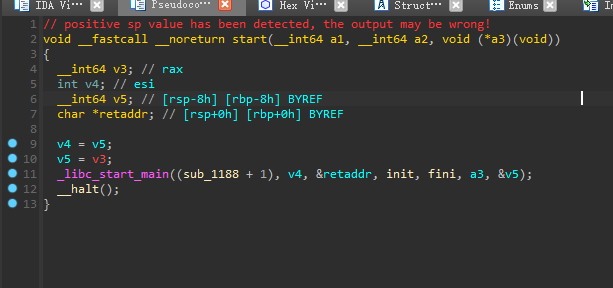 IDA Vi⋯
Pseudoco⋯
Hex Vi⋯
Struct⋯
Enums
1 // positive sp value has been detected, the output may be wrong!
2 void __fastcall __noreturn start(__int64 a1, __int64 a2, void (*a3)(void))
3 {
4 __int64 v3; // rax
5 int v4; // esi
6 __int64 v5; // [rsp-8h] [rbp-8h] BYREF
7 char *retaddr; // [rsp+0h] [rbp+0h] BYREF
8
9 v4 = v5;
10 v5 = v3;
11 _libc_start_main((sub_1188 + 1), v4, &retaddr, init, fini, a3, &v5);
12 __halt();
13 }